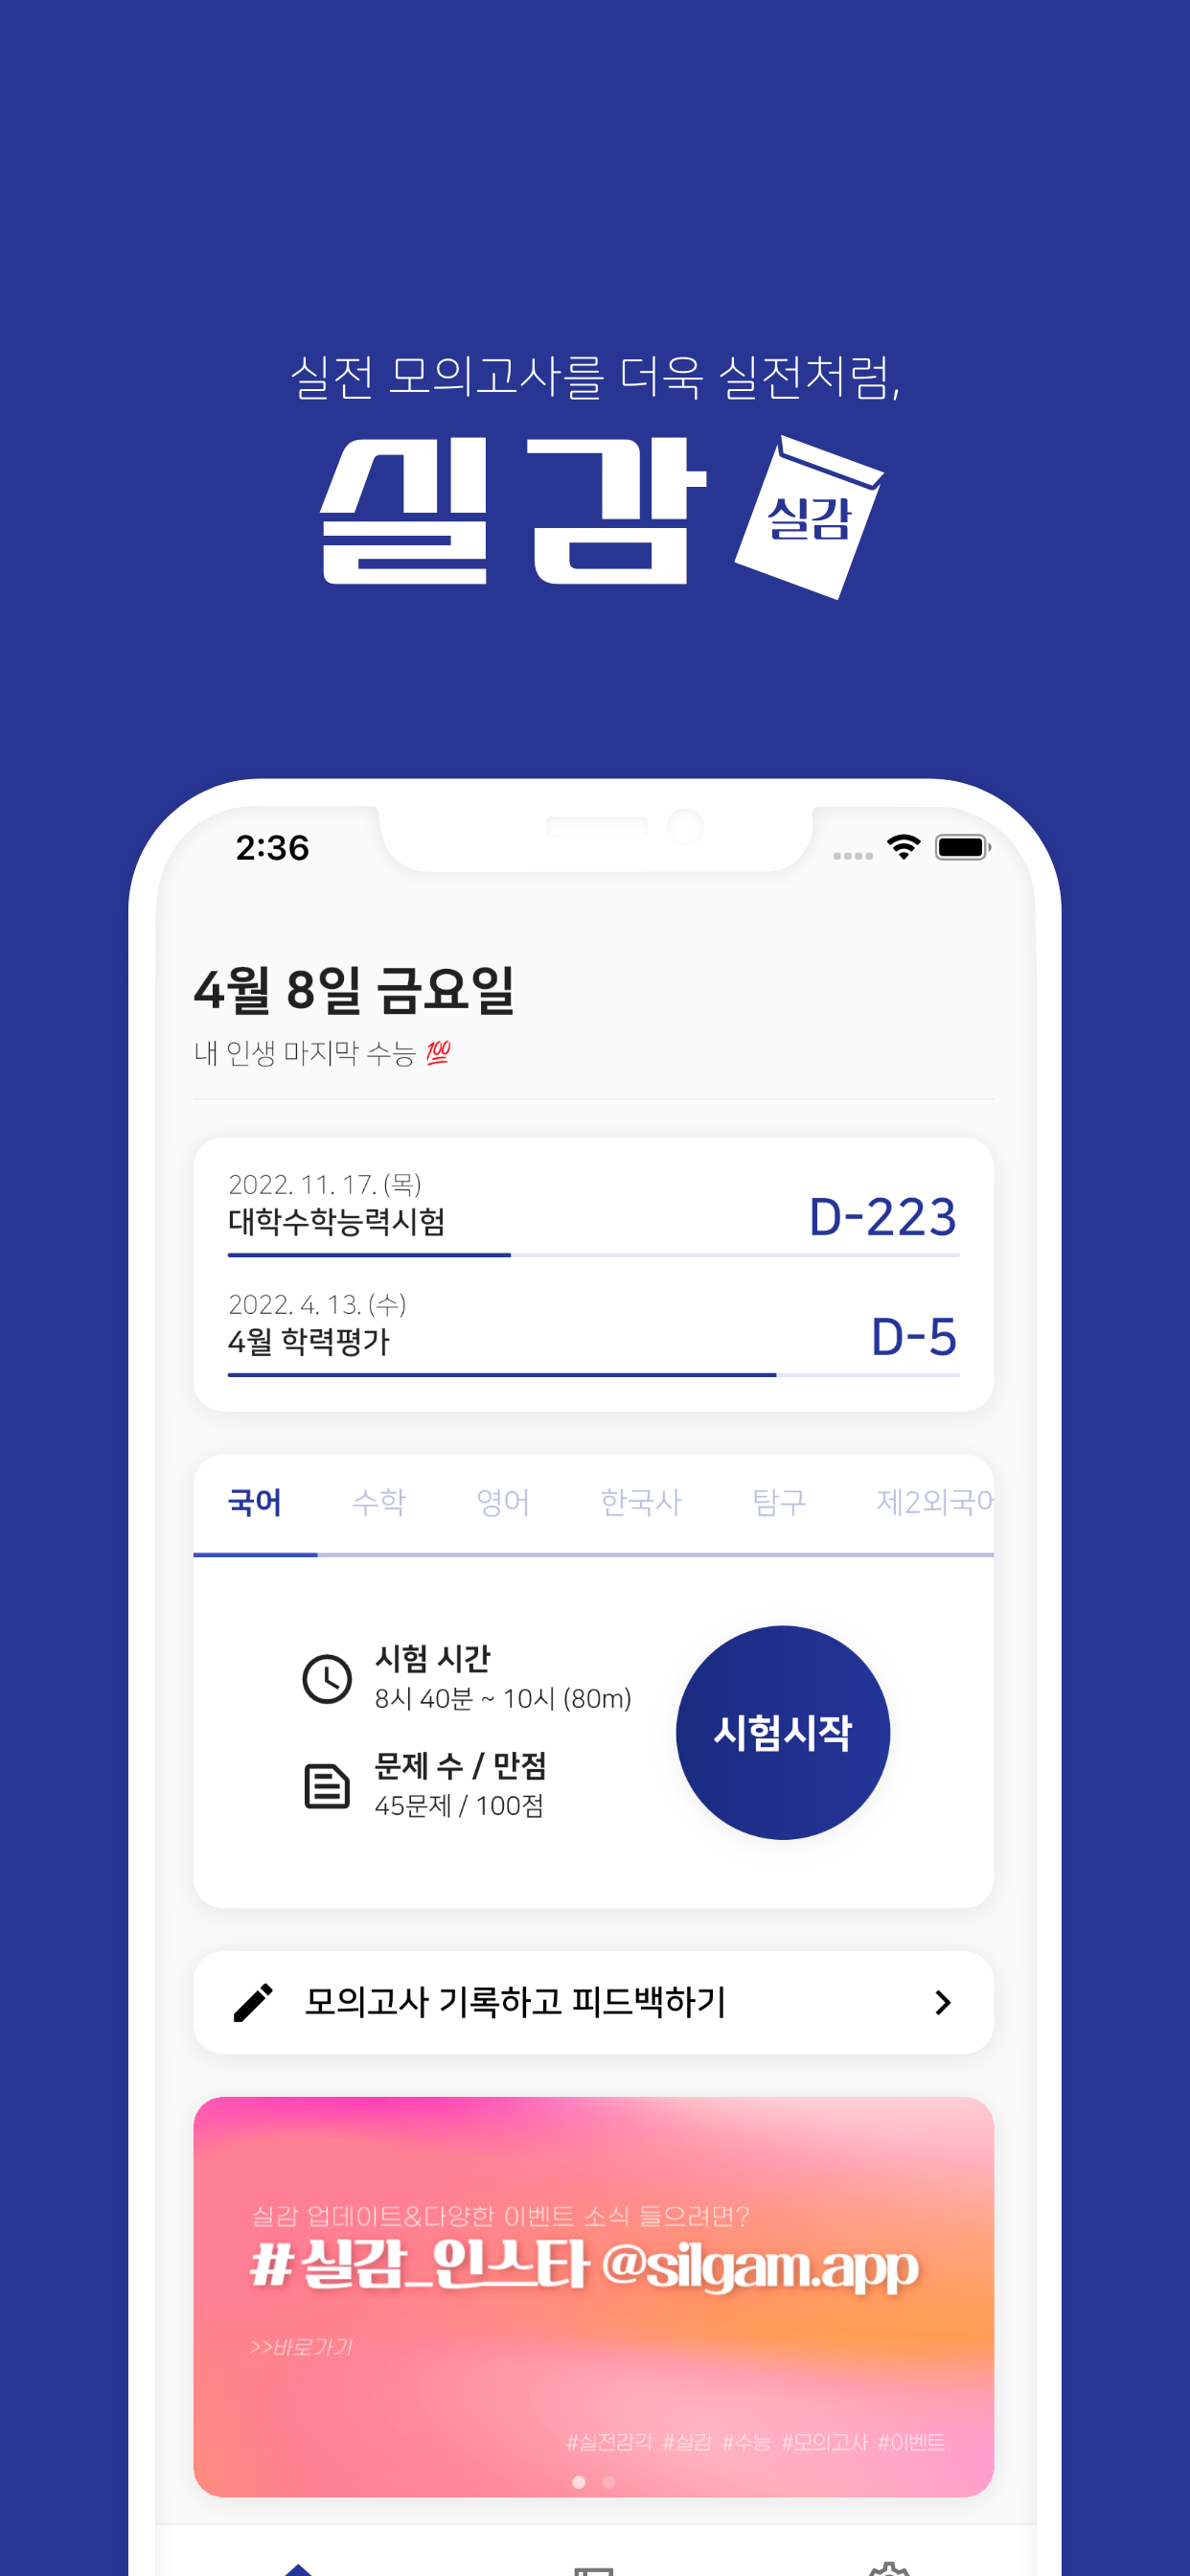 실전 모의고사를 더욱 실전처럼,
실감
실감
2:36
4월 8일 금요일
내 인생 마지막 수능 💯
2022. 11. 17. (목)
대학수학능력시험
D-223
2022. 4. 13. (수)
4월 학력평가
D-5
국어 수학 영어 한국사 탐구 제2외국어
시험 시간
8시 40분 ~ 10시 (80m)
문제 수 / 만점
45문제 / 100점
시험시작
모의고사 기록하고 피드백하기
실감 업데이트&다양한 이벤트 소식 들으려면?
#실감_인스타 @silgam.app
>>바로가기
#실전감각 #실감 #수능 #모의고사 #이벤트